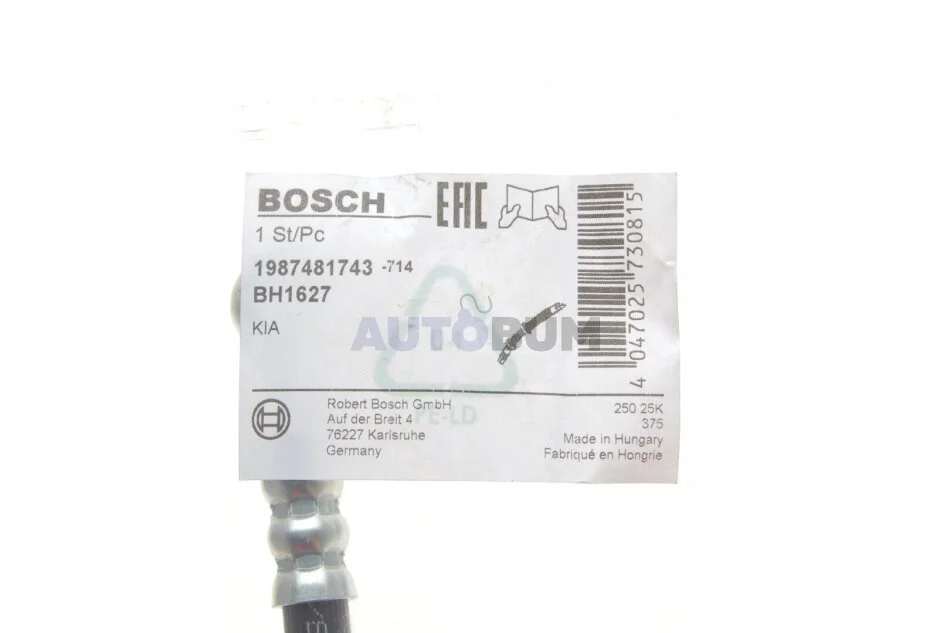 BOSCH
EAC
1 St/Pc
1987481743 -714
BH1627
KIA
AUTOBUM
PE-LD
Robert Bosch GmbH
Auf der Breit 4
76227 Karlsruhe
Germany
250 25K
375
Made in Hungary
Fabriqué en Hongrie
4 047025 730815